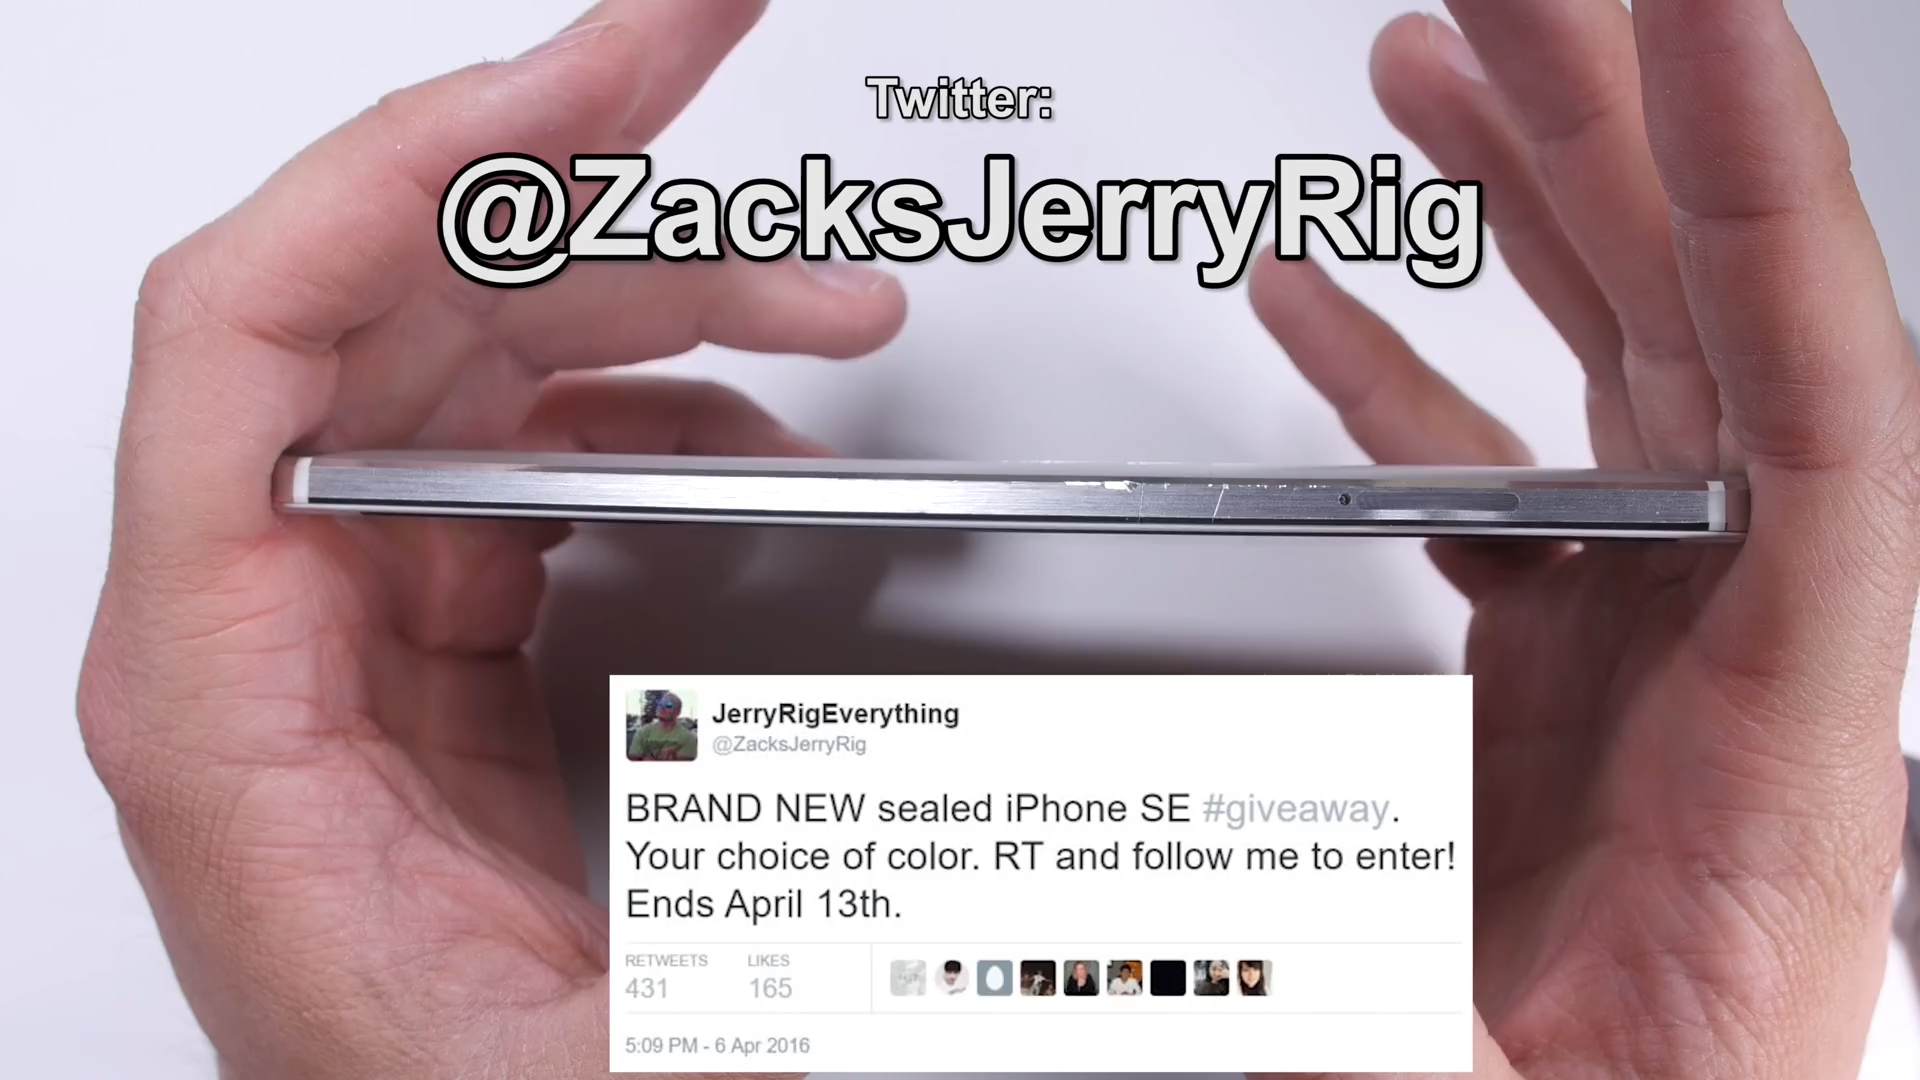 Twitter:
@ZacksJerryRig
JerryRigEverything
@ZacksJerryRig
BRAND NEW sealed iPhone SE #giveaway.
Your choice of color. RT and follow me to enter!
Ends April 13th.
RETWEETS LIKES
431 165
5:09 PM - 6 Apr 2016